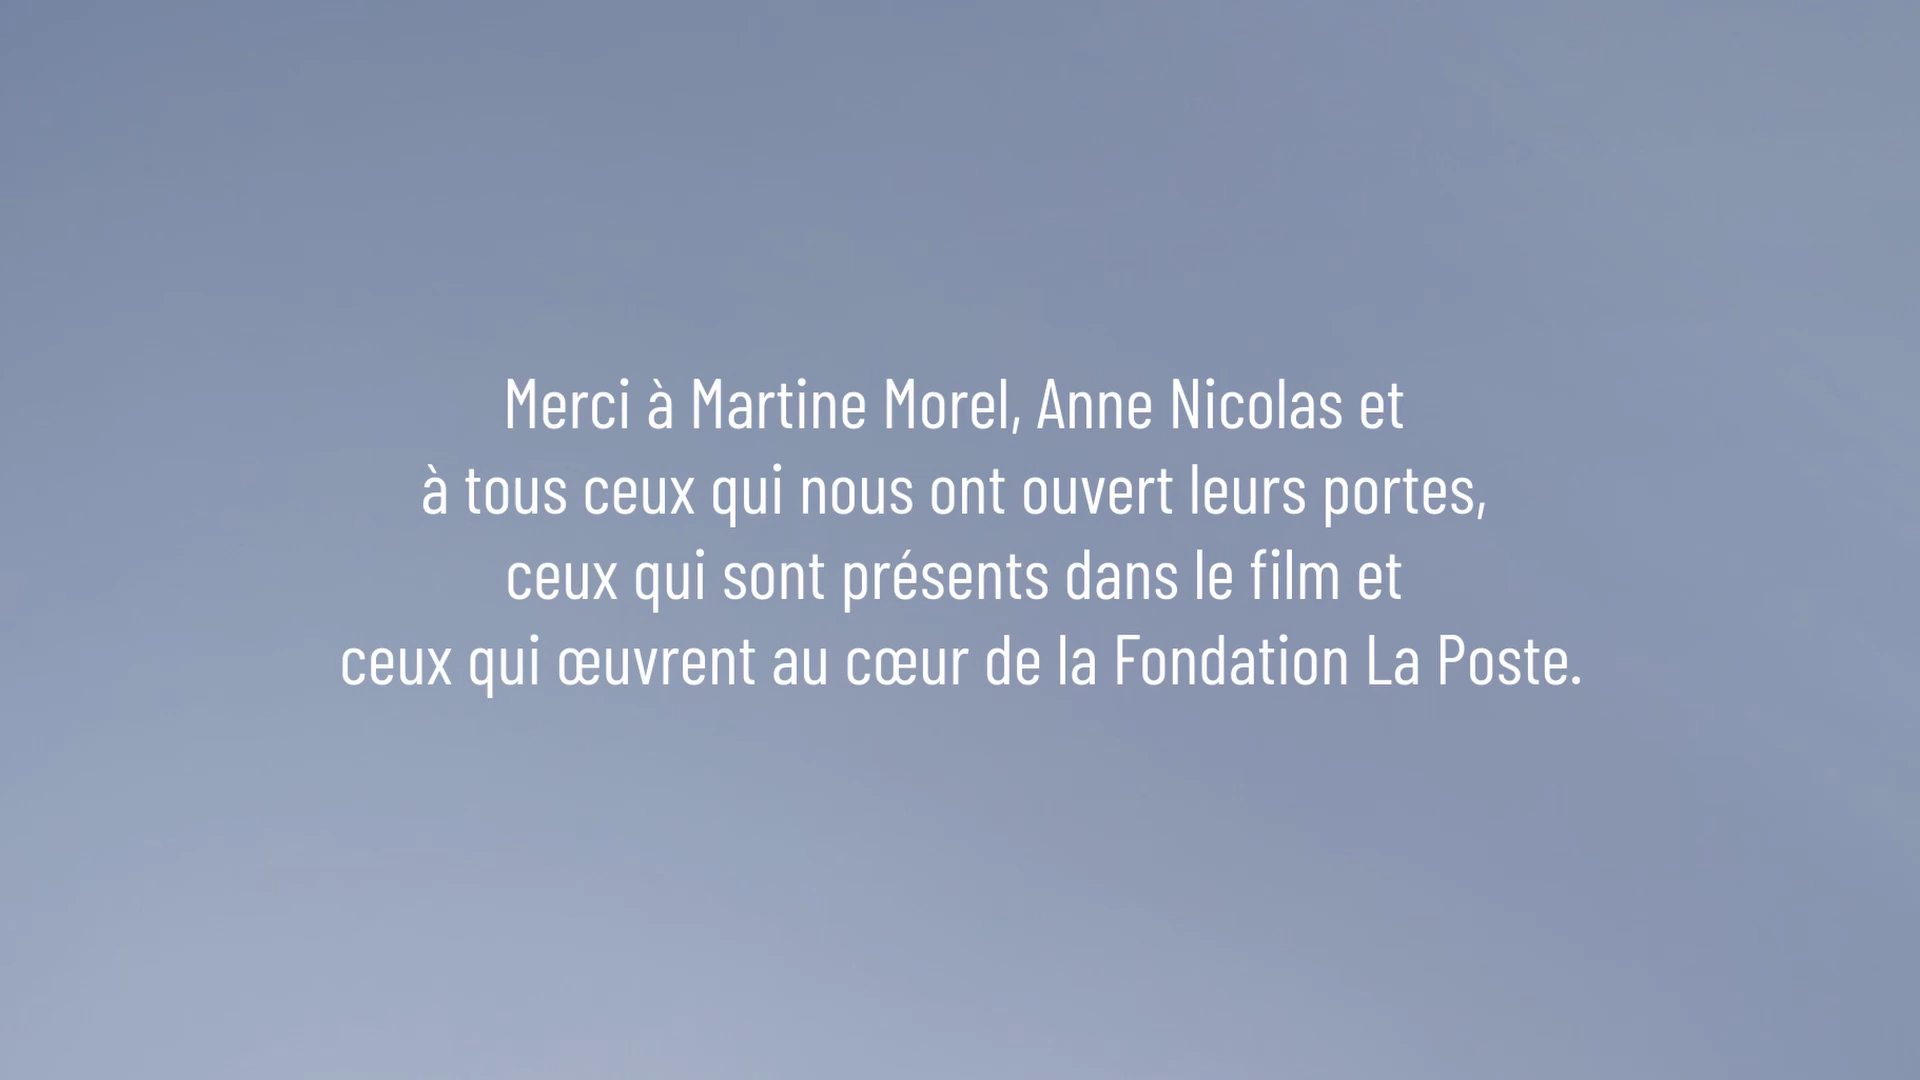 Merci à Martine Morel, Anne Nicolas et
à tous ceux qui nous ont ouvert leurs portes,
ceux qui sont présents dans le film et
ceux qui œuvrent au cœur de la Fondation La Poste.